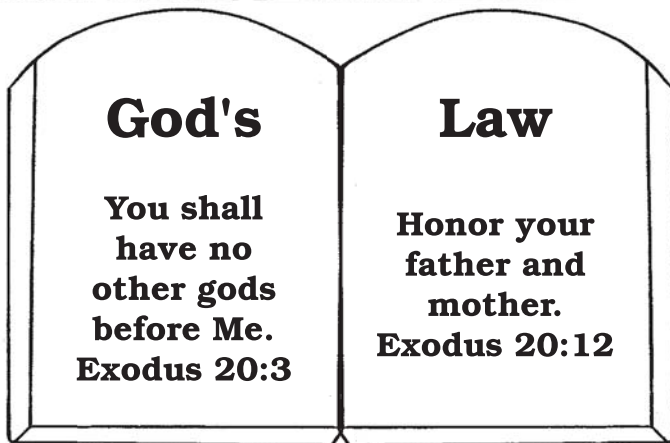 God's
You shall
have no
other gods
before Me.
Exodus 20:3
Law
Honor your
father and
mother.
Exodus 20:12